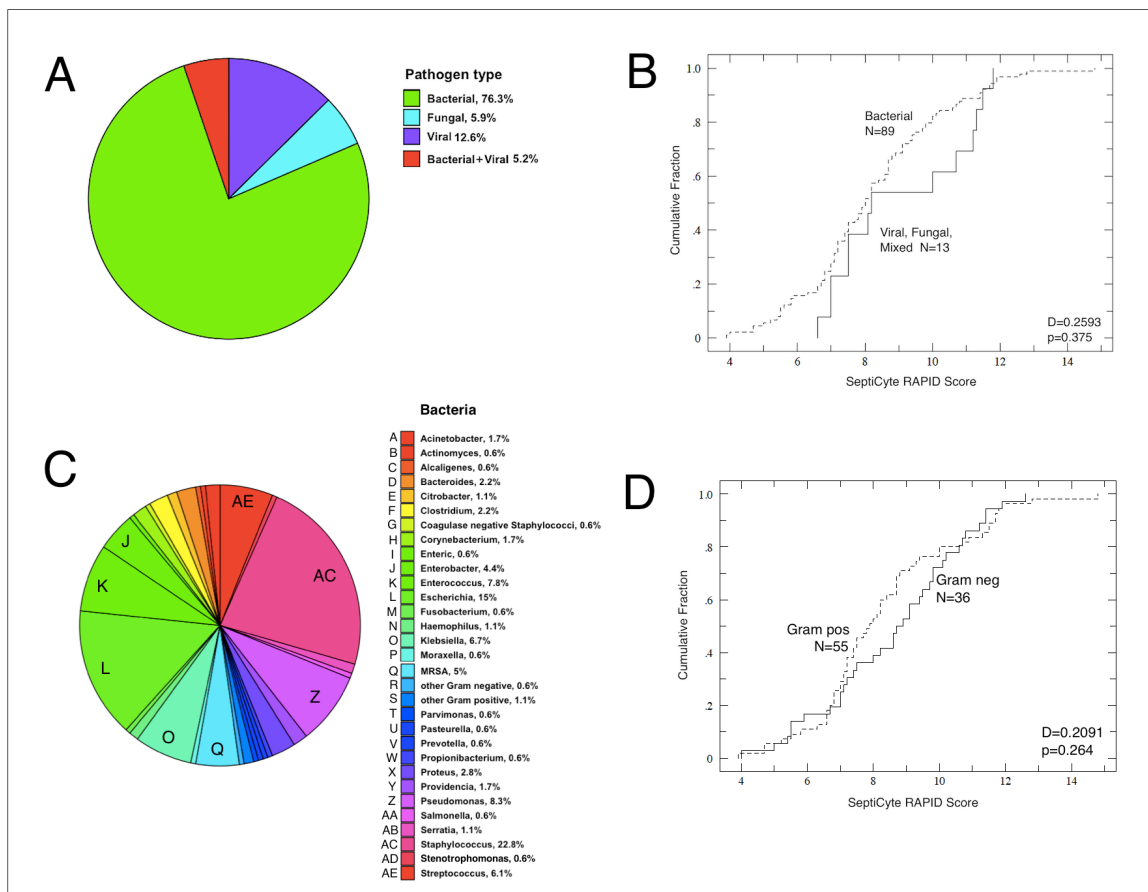 A
Pathogen type
Bacterial, 76.3%
Fungal, 5.9%
Viral 12.6%
Bacterial+Viral 5.2%
B
Cumulative Fraction
1.0
.8
.6
.4
.2
0
Bacterial
N=89
Viral, Fungal,
Mixed N=13
D=0.2593
p=0.375
4 6 8 10 12 14
SeptiCyte RAPID Score
C
AE
AC
Z
Q
O
L
K
J
Bacteria
A Acinetobacter, 1.7%
B Actinomyces, 0.6%
C Alcaligenes, 0.6%
D Bacteroides, 2.2%
E Citrobacter, 1.1%
F Clostridium, 2.2%
G Coagulase negative Staphylococci, 0.6%
H Corynebacterium, 1.7%
I Enteric, 0.6%
J Enterobacter, 4.4%
K Enterococcus, 7.8%
L Escherichia, 15%
M Fusobacterium, 0.6%
N Haemophilus, 1.1%
O Klebsiella, 6.7%
P Moraxella, 0.6%
Q MRSA, 5%
R other Gram negative, 0.6%
S other Gram positive, 1.1%
T Parvimonas, 0.6%
U Pasteurella, 0.6%
V Prevotella, 0.6%
W Propionibacterium, 0.6%
X Proteus, 2.8%
Y Providencia, 1.7%
Z Pseudomonas, 8.3%
AA Salmonella, 0.6%
AB Serratia, 1.1%
AC Staphylococcus, 22.8%
AD Stenotrophomonas, 0.6%
AE Streptococcus, 6.1%
D
Cumulative Fraction
1.0
.8
.6
.4
.2
0
Gram neg
N=36
Gram pos
N=55
D=0.2091
p=0.264
4 6 8 10 12 14
SeptiCyte RAPID Score